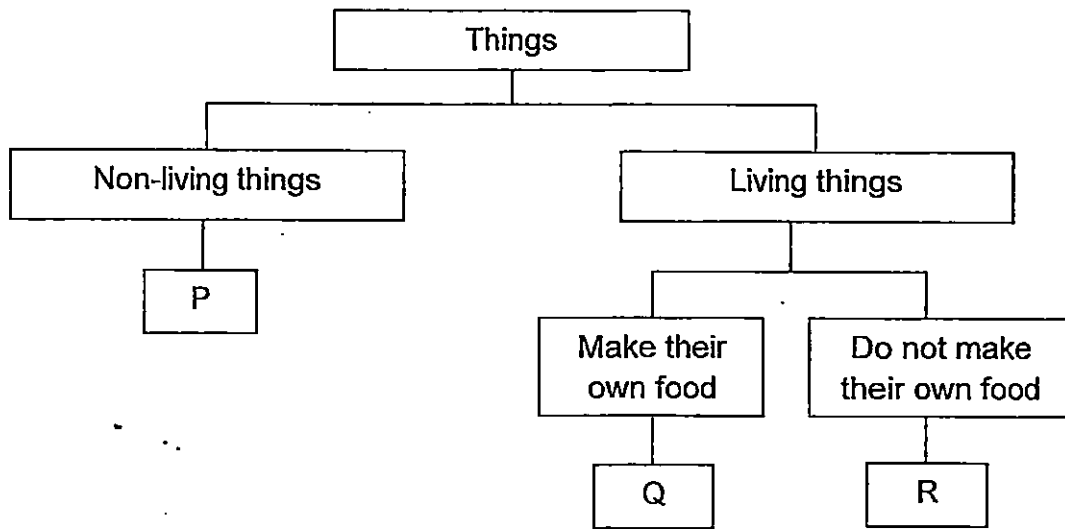 Things
Non-living things
Living things
P
Make their
own food
Do not make
their own food
Q
R